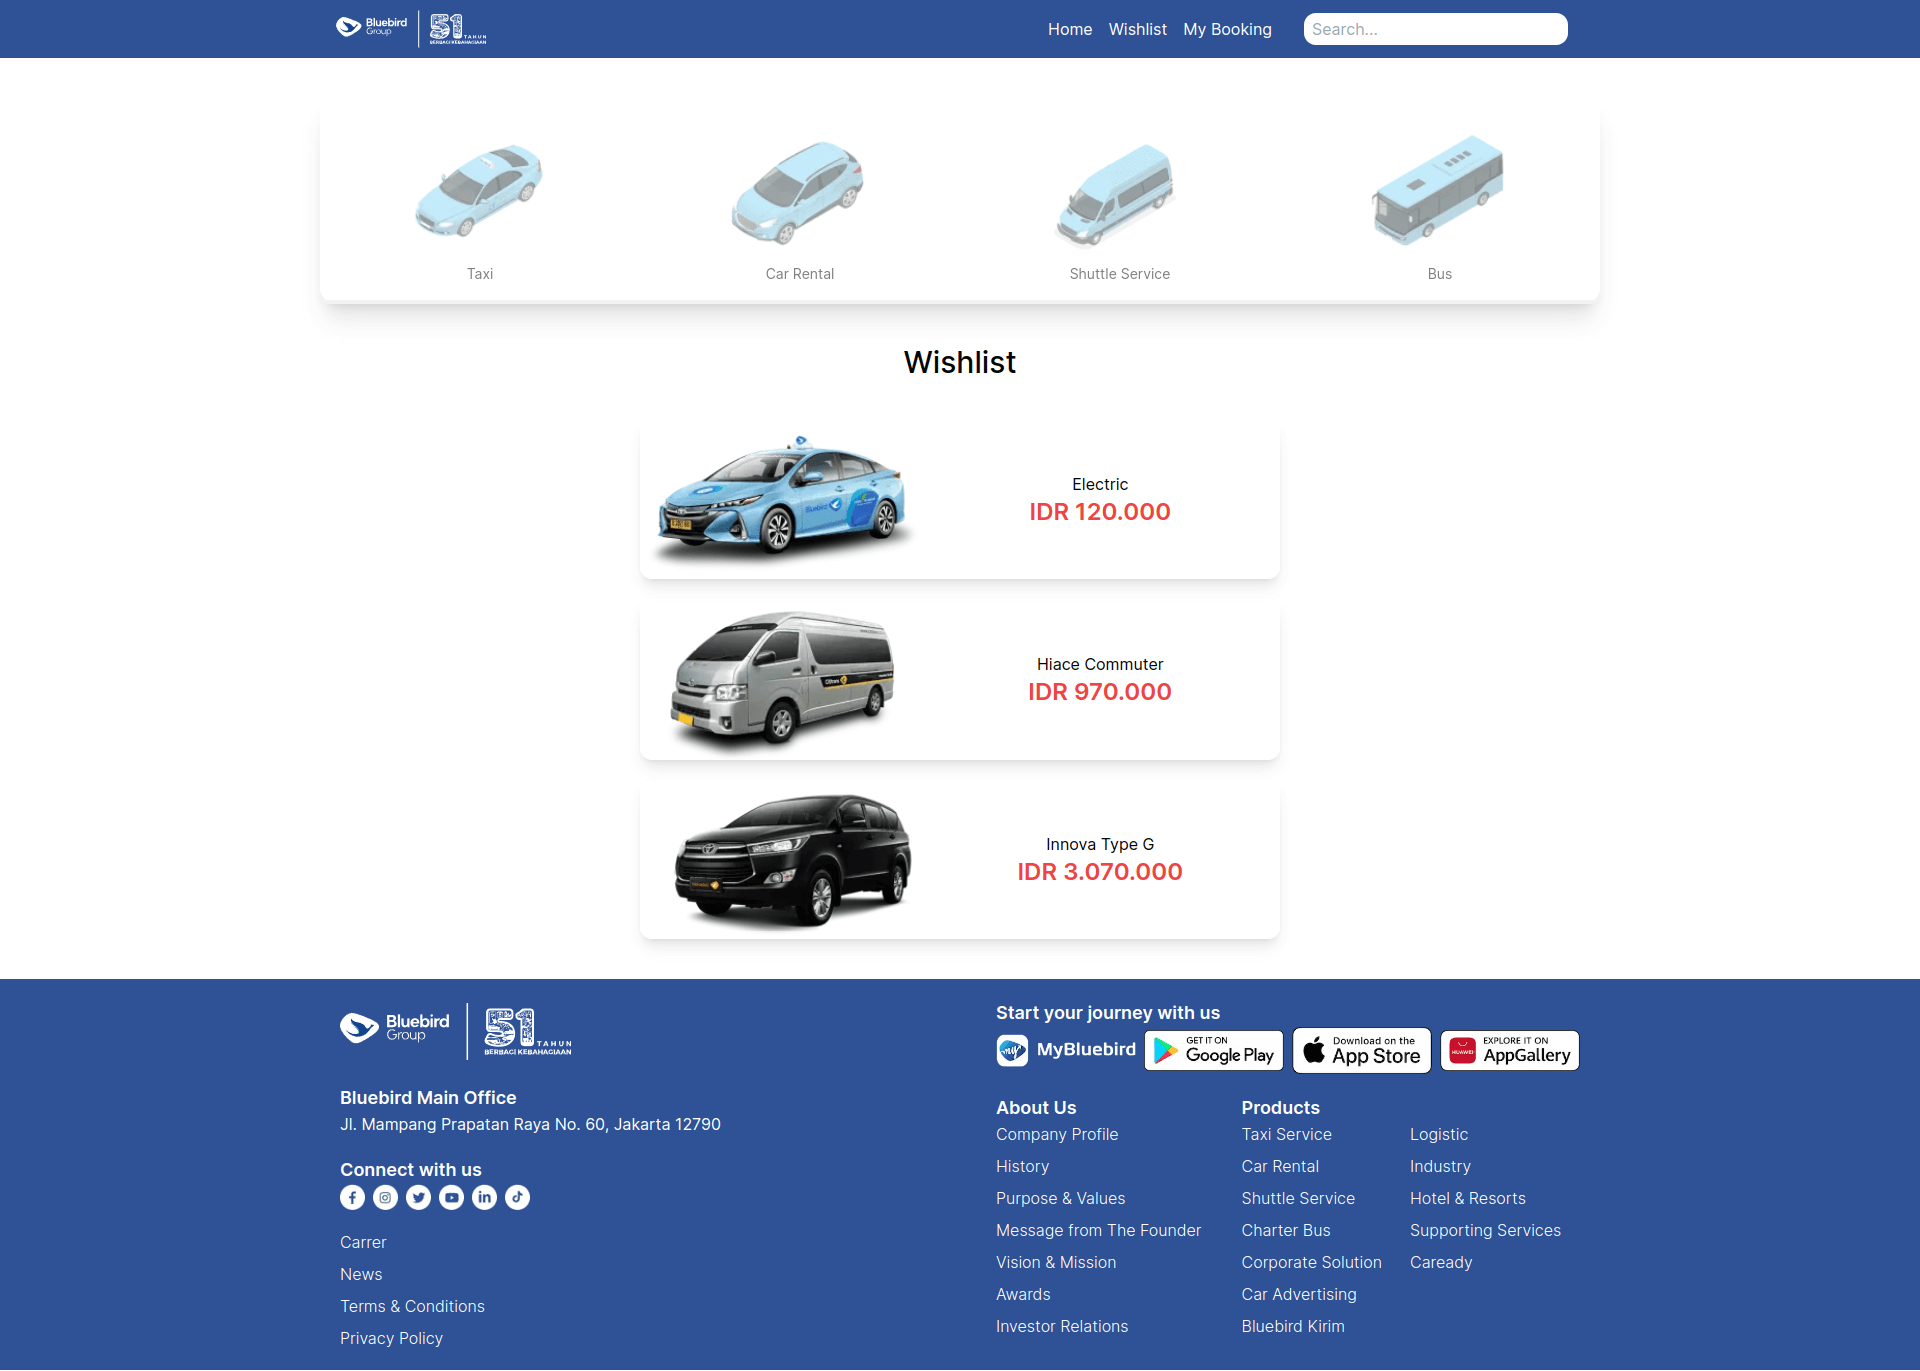 Bluebird
Group
51 TAHUN
BERBAGI KEBAHAGIAAN
Home
Wishlist
My Booking
Search...
Taxi
Car Rental
Shuttle Service
Bus
Wishlist
Bluebird
Electric
IDR 120.000
Hiace Commuter
IDR 970.000
Innova Type G
IDR 3.070.000
Bluebird
Group
51 TAHUN
BERBAGI KEBAHAGIAAN
Bluebird Main Office
Jl. Mampang Prapatan Raya No. 60, Jakarta 12790
Connect with us
Carrer
News
Terms & Conditions
Privacy Policy
Start your journey with us
my
MyBluebird
GET IT ON
Google Play
Download on the
App Store
HUAWEI
EXPLORE IT ON
AppGallery
About Us
Company Profile
History
Purpose & Values
Message from The Founder
Vision & Mission
Awards
Investor Relations
Products
Taxi Service
Car Rental
Shuttle Service
Charter Bus
Corporate Solution
Car Advertising
Bluebird Kirim
Logistic
Industry
Hotel & Resorts
Supporting Services
Caready